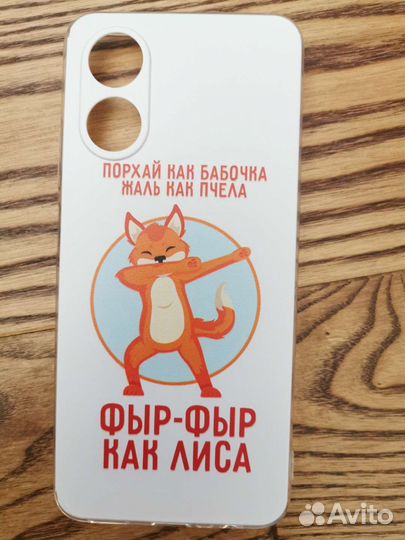 ПОРХАЙ КАК БАБОЧКА
ЖАЛЬ КАК ПЧЕЛА
ФЫР-ФЫР
КАК ЛИСА
Avito